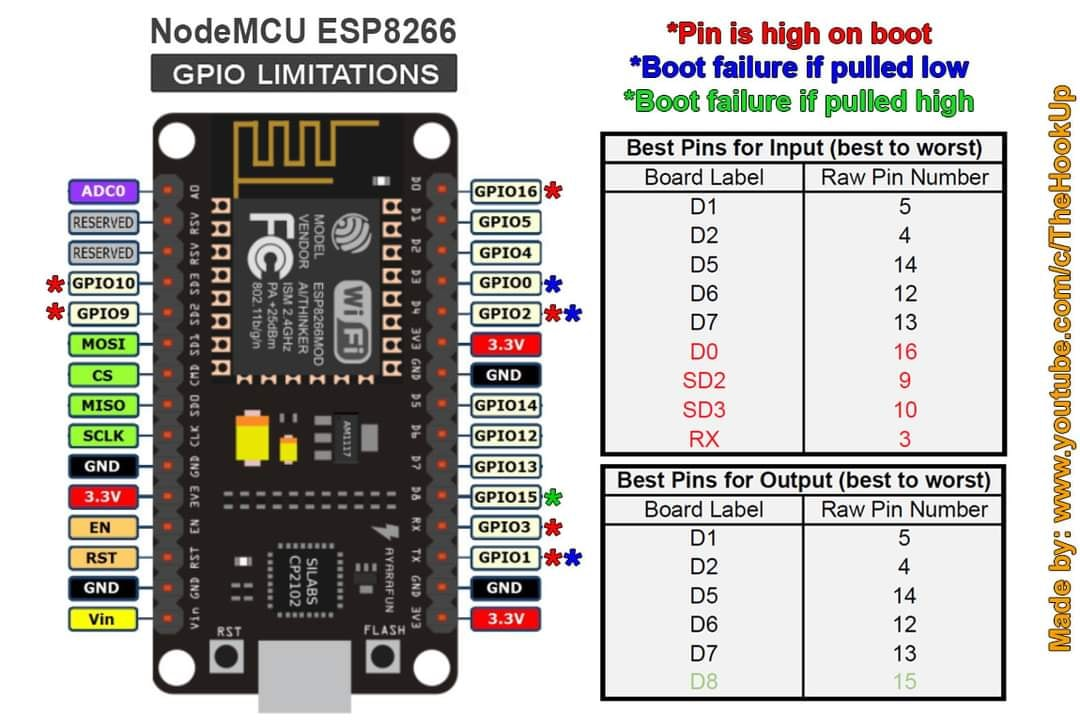 NodeMCU ESP8266
GPIO LIMITATIONS
*Pin is high on boot
*Boot failure if pulled low
*Boot failure if pulled high
ADC0
RESERVED
RESERVED
* GPIO10
* GPIO9
MOSI
CS
MISO
SCLK
GND
3.3V
EN
RST
GND
Vin
A0
RSV
RSV
SD3
SD2
SD1
CMD
SD0
CLK
GND
3V3
EN
RST
GND
Vin
FC
MODEL
VENDOR
ESP8266MOD
AI/THINKER
ISM 2.4GHz
PA +25dBm
802.11b/g/n
WiFi
AM1117
SILABS
CP2102
AYARAFUN
RST
FLASH
D0
D1
D2
D3
D4
3V3
GND
D5
D6
D7
D8
RX
TX
GND
3V3
GPIO16 *
GPIO5
GPIO4
GPIO0 *
GPIO2 **
3.3V
GND
GPIO14
GPIO12
GPIO13
GPIO15 *
GPIO3 *
GPIO1 **
GND
3.3V
Best Pins for Input (best to worst)
Board Label Raw Pin Number
D1 5
D2 4
D5 14
D6 12
D7 13
D0 16
SD2 9
SD3 10
RX 3
Best Pins for Output (best to worst)
Board Label Raw Pin Number
D1 5
D2 4
D5 14
D6 12
D7 13
D8 15
Made by: www.youtube.com/c/TheHookUp